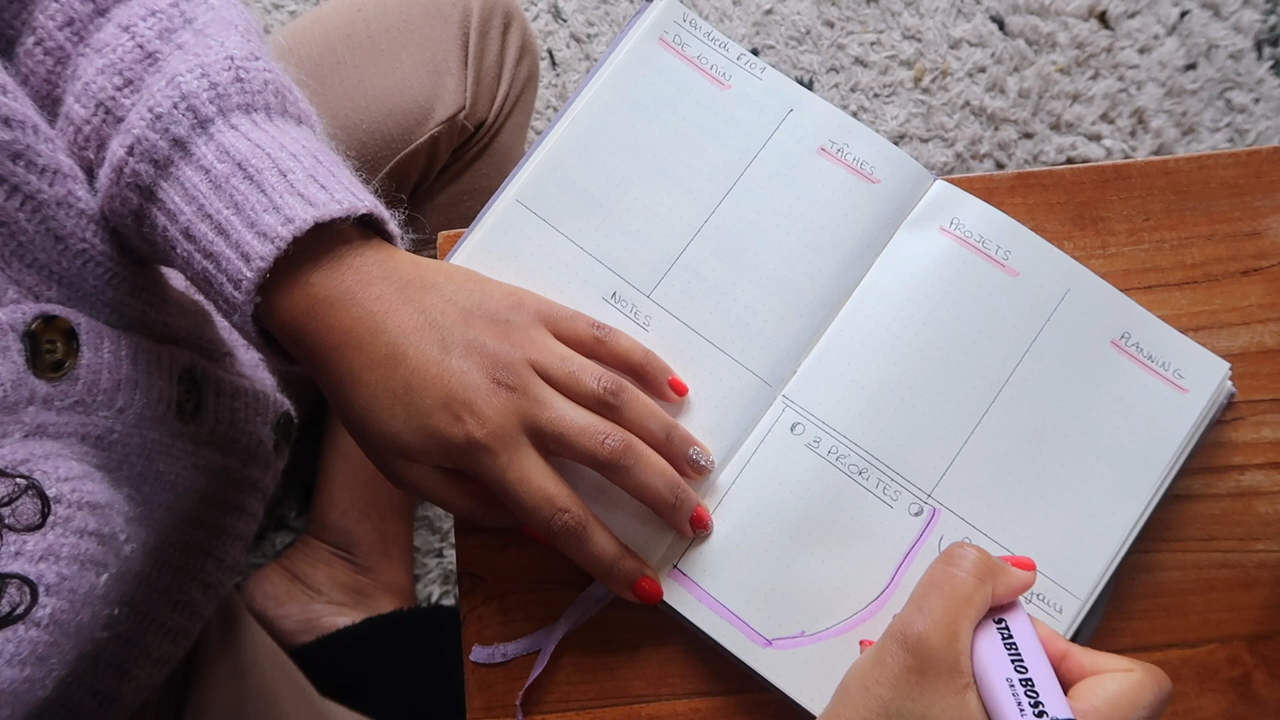 Vendredi 6/01
- DE 10 MIN
TÂCHES
NOTES
PROJETS
PLANNING
3 PRIORITÉS
STABILO BOSS
ORIGINAL